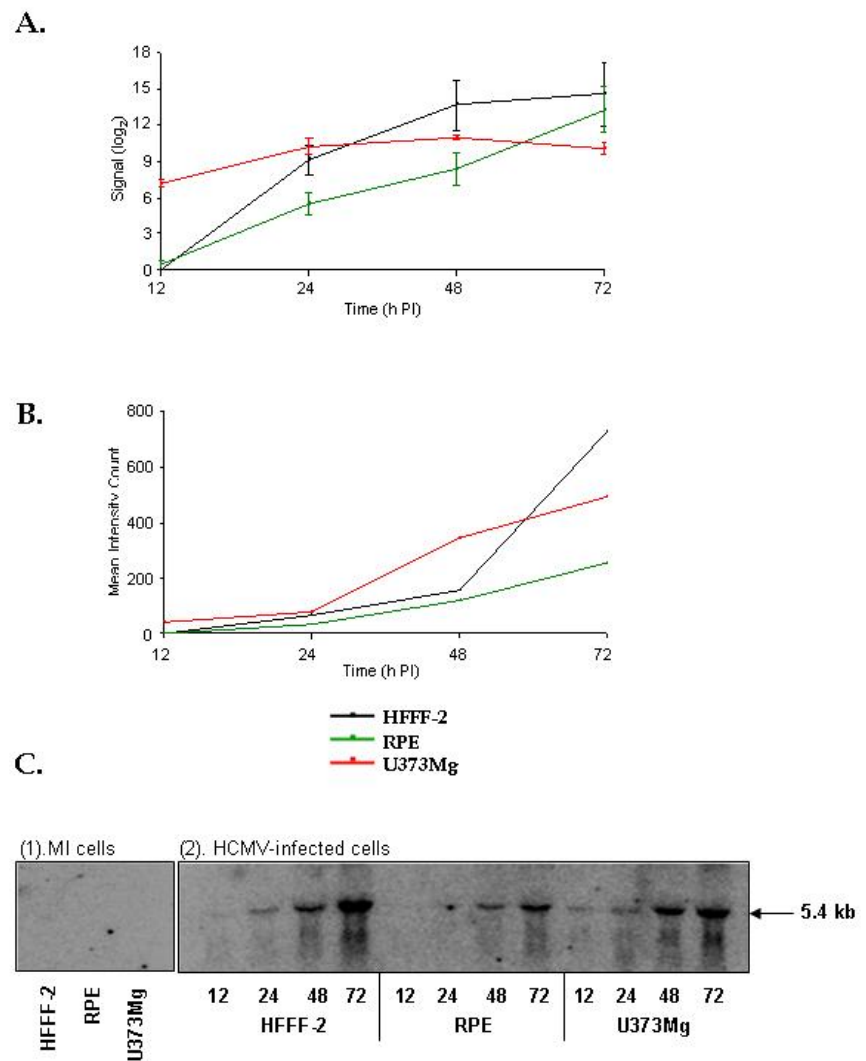 A.
18
15
12
9
6
3
0
Signal (log2)
12 24 48 72
Time (h PI)
B.
800
600
400
200
0
Mean Intensity Count
12 24 48 72
Time (h PI)
HFFF-2
RPE
U373Mg
C.
(1).MI cells
(2). HCMV-infected cells
5.4 kb
HFFF-2
RPE
U373Mg
12 24 48 72 12 24 48 72 12 24 48 72
HFFF-2 RPE U373Mg